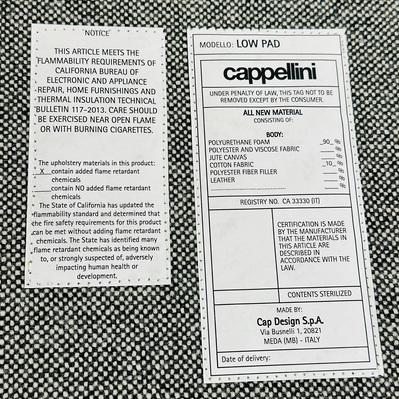 NOTICE
THIS ARTICLE MEETS THE
FLAMMABILITY REQUIREMENTS OF
CALIFORNIA BUREAU OF
ELECTRONIC AND APPLIANCE
REPAIR, HOME FURNISHINGS AND
THERMAL INSULATION TECHNICAL
BULLETIN 117-2013. CARE SHOULD
BE EXERCISED NEAR OPEN FLAME
OR WITH BURNING CIGARETTES.
The upholstery materials in this product:
X contain added flame retardant
chemicals
contain NO added flame retardant
chemicals
The State of California has updated the
flammability standard and determined that
the fire safety requirements for this product
can be met without adding flame retardant
chemicals. The State has identified many
flame retardant chemicals as being known
to, or strongly suspected of, adversely
impacting human health or
development.
MODELLO: LOW PAD
cappellini
UNDER PENALTY OF LAW, THIS TAG NOT TO BE
REMOVED EXCEPT BY THE CONSUMER.
ALL NEW MATERIAL
CONSISTING OF:
BODY:
POLYURETHANE FOAM _90_ %
POLYESTER AND VISCOSE FABRIC ___ %
JUTE CANVAS ___ %
COTTON FABRIC _10_ %
POLYESTER FIBER FILLER ___ %
LEATHER ___ %
___ %
REGISTRY NO. CA 33330 (IT)
CERTIFICATION IS MADE
BY THE MANUFACTURER
THAT THE MATERIALS IN
THIS ARTICLE ARE
DESCRIBED IN
ACCORDANCE WITH THE
LAW.
CONTENTS STERILIZED
MADE BY:
Cap Design S.p.A.
Via Busnelli 1, 20821
MEDA (MB) - ITALY
Date of delivery: